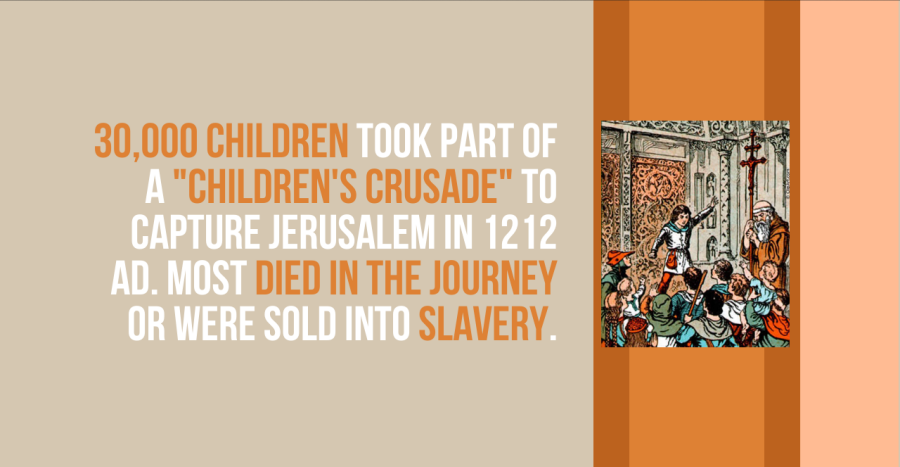 30,000 CHILDREN TOOK PART OF
A "CHILDREN'S CRUSADE" TO
CAPTURE JERUSALEM IN 1212
AD. MOST DIED IN THE JOURNEY
OR WERE SOLD INTO SLAVERY.